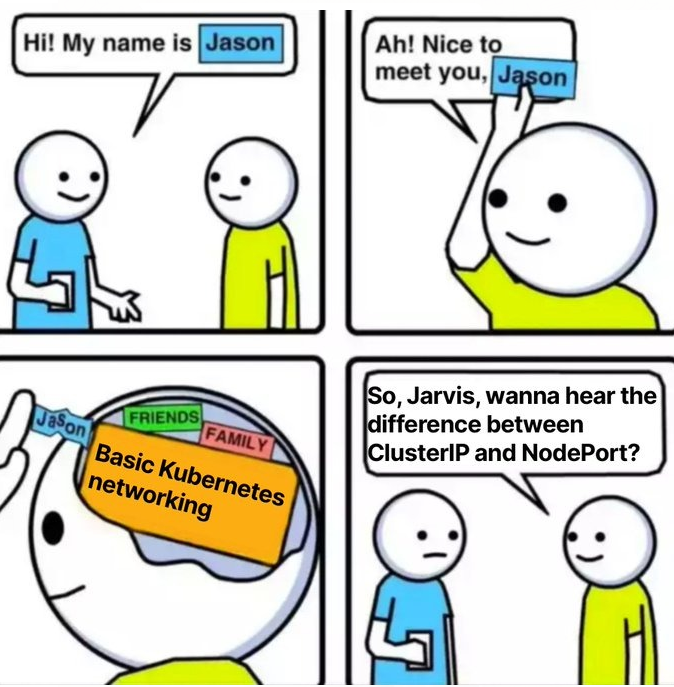 Hi! My name is Jason
Ah! Nice to
meet you, Jason
Jason
FRIENDS
FAMILY
Basic Kubernetes
networking
So, Jarvis, wanna hear the
difference between
ClusterIP and NodePort?